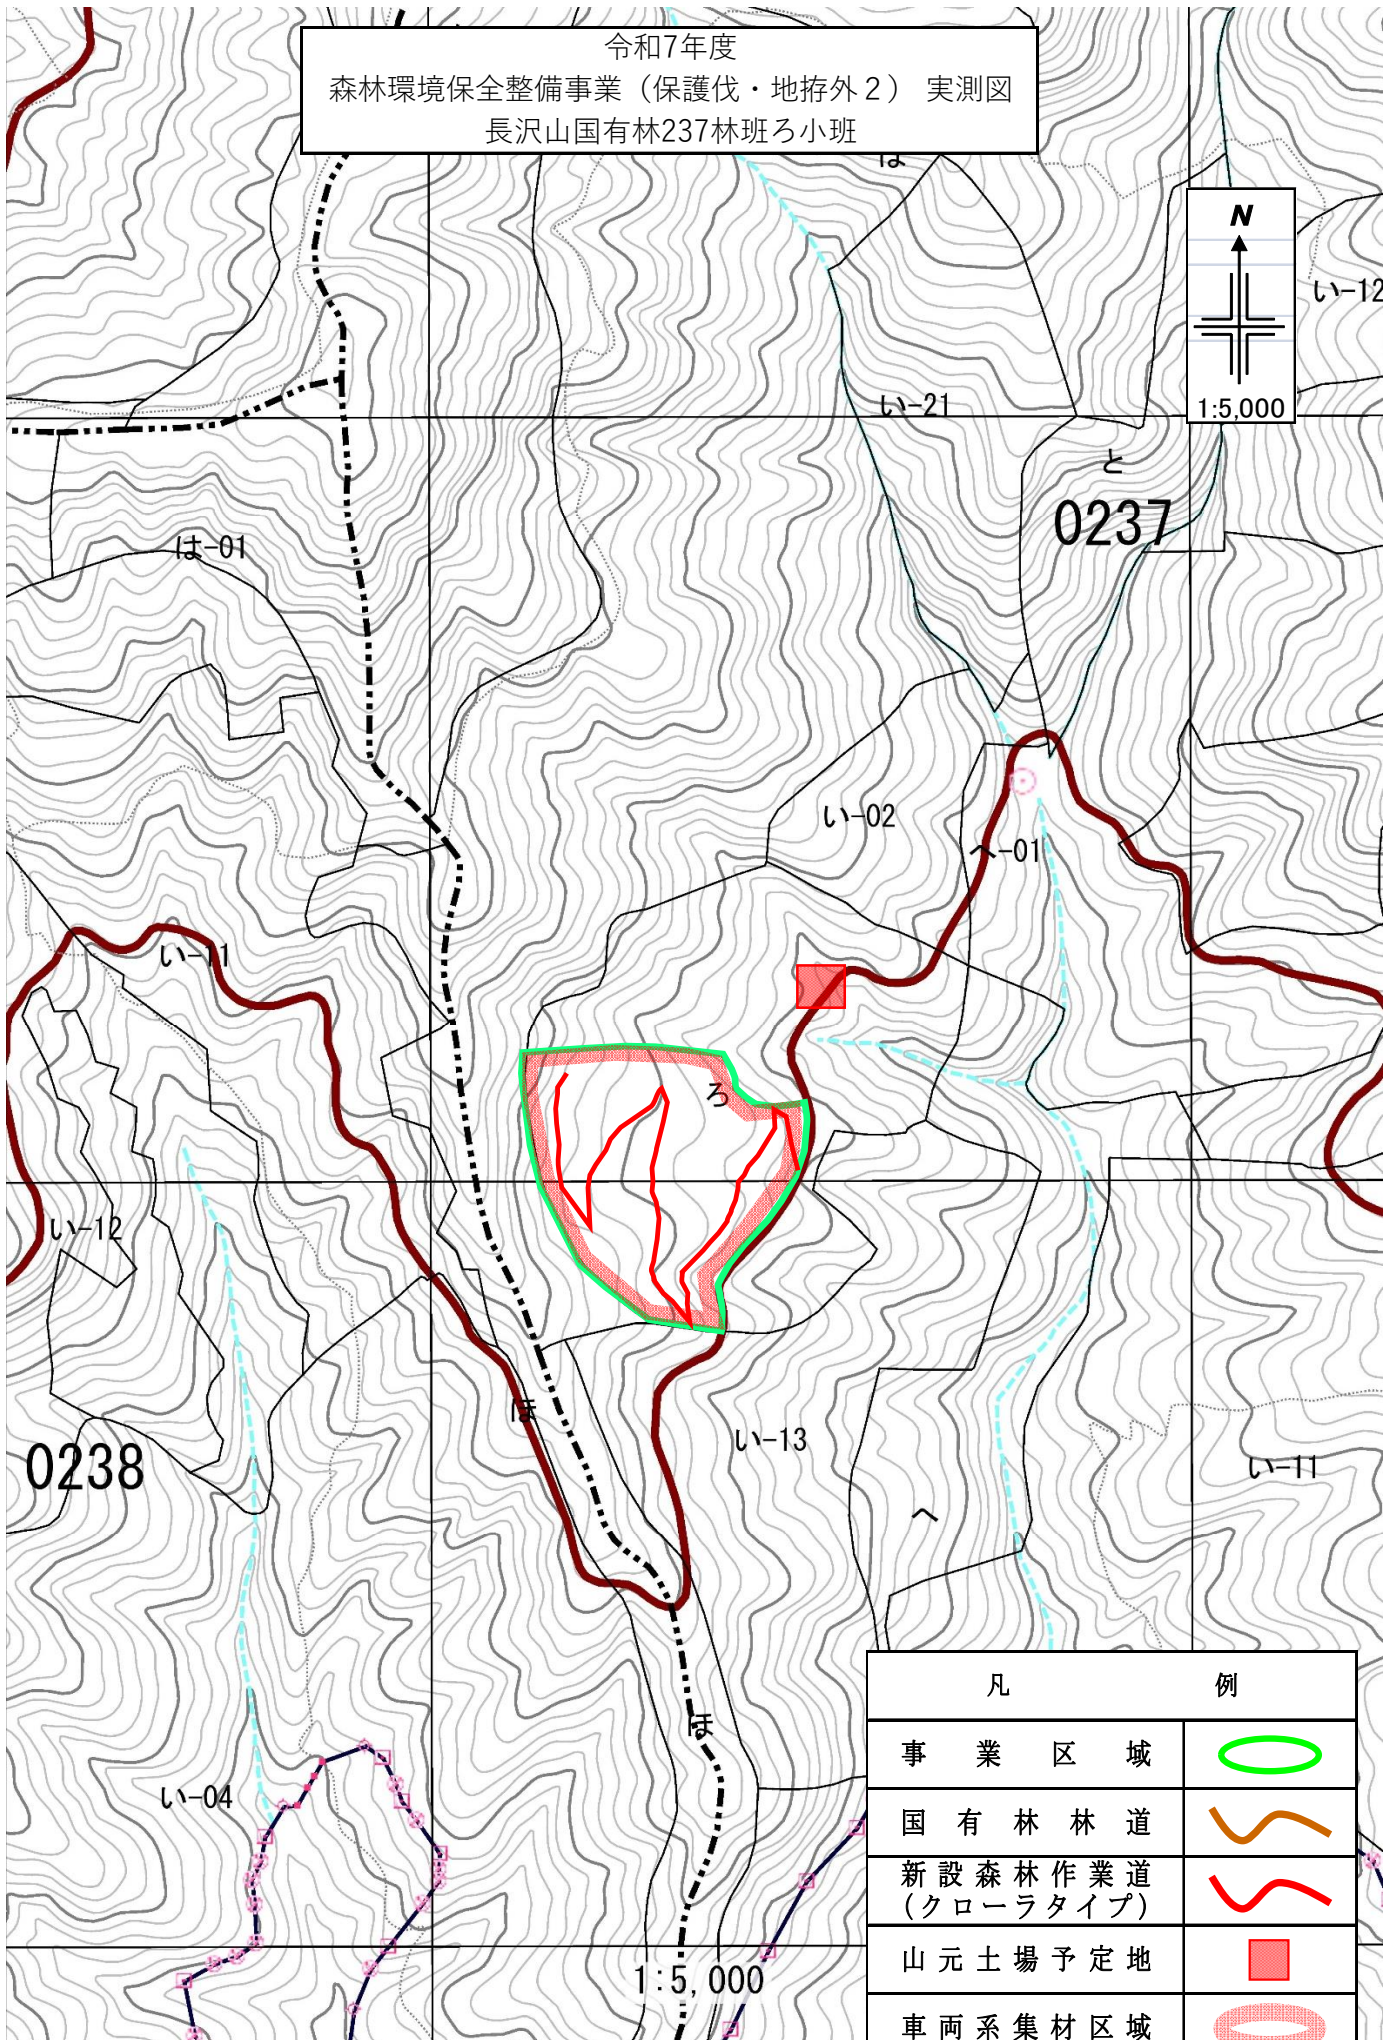 令和7年度
森林環境保全整備事業（保護伐・地拵外２） 実測図
長沢山国有林237林班ろ小班
は
N
1:5,000
い-12
い-21
と
0237
は-01
い-02
へ-01
い-11
ろ
い-12
ほ
い-13
0238
い-11
へ
ほ
い-04
1:5,000
凡 例
事業区域
国有林林道
新設森林作業道
(クローラタイプ)
山元土場予定地
車両系集材区域